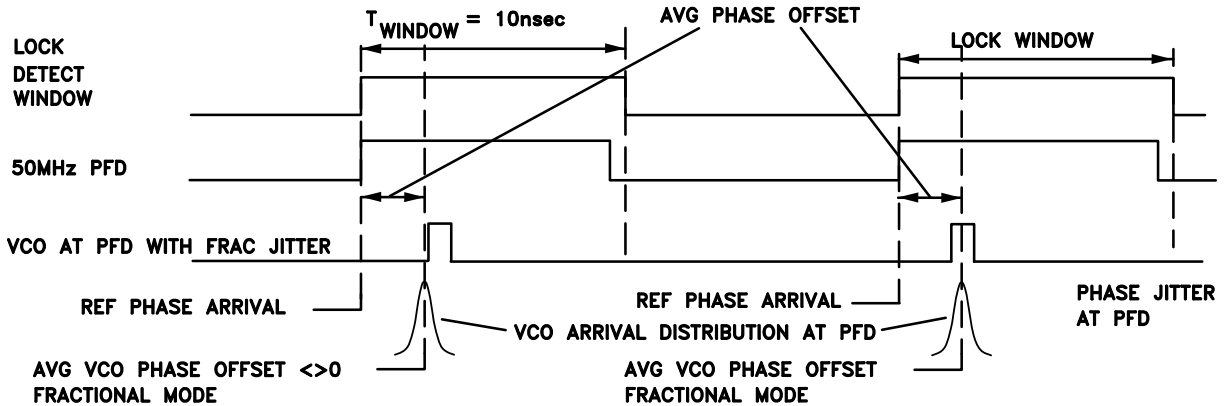 T WINDOW = 10nsec
AVG PHASE OFFSET
LOCK
DETECT
WINDOW
LOCK WINDOW
50MHz PFD
VCO AT PFD WITH FRAC JITTER
REF PHASE ARRIVAL
REF PHASE ARRIVAL
PHASE JITTER
AT PFD
VCO ARRIVAL DISTRIBUTION AT PFD
AVG VCO PHASE OFFSET <>0
FRACTIONAL MODE
AVG VCO PHASE OFFSET
FRACTIONAL MODE